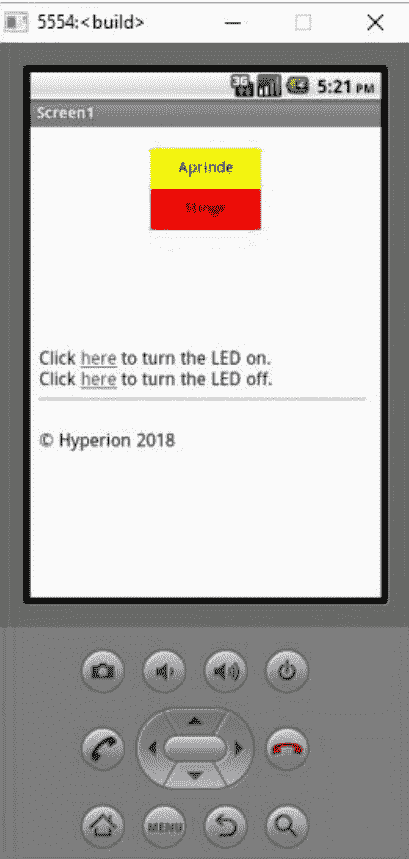 5554:<build>
3G
5:21 PM
Screen1
Aprinde
Click here to turn the LED on.
Click here to turn the LED off.
© Hyperion 2018
MENU